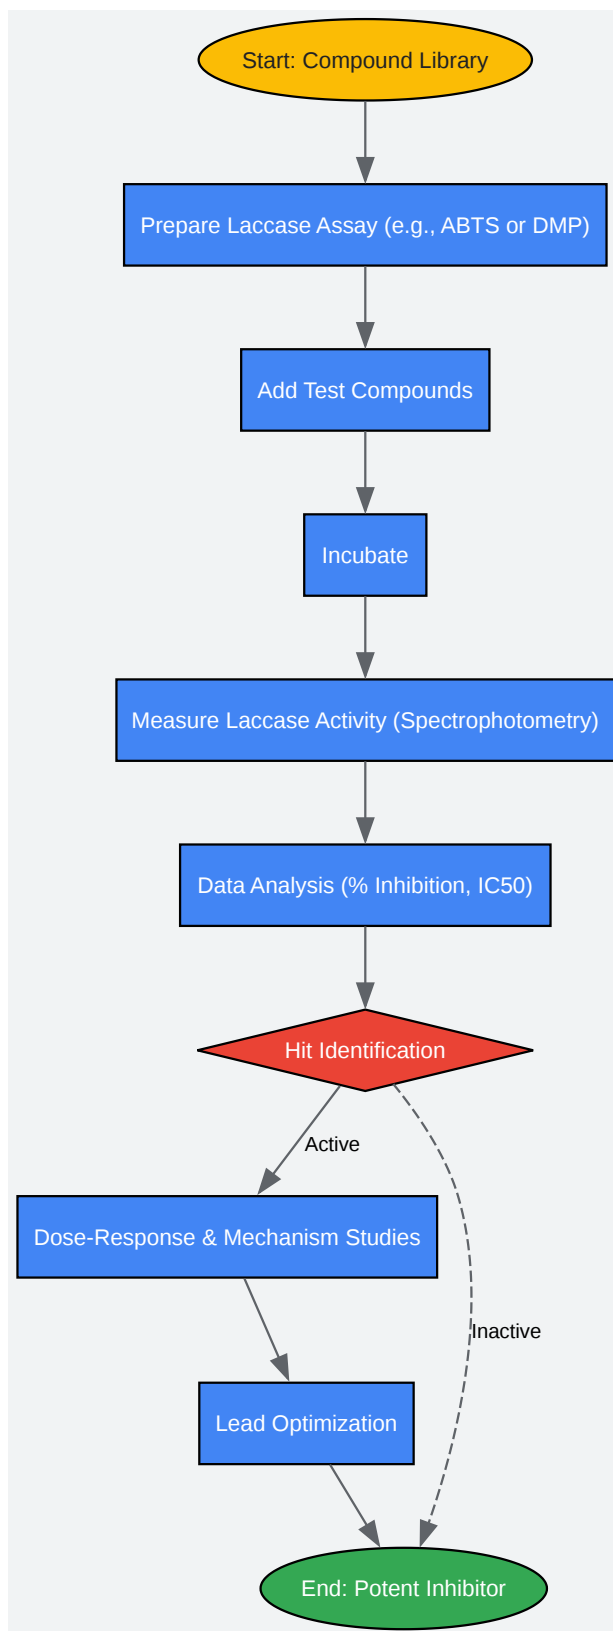 Start: Compound Library
Prepare Laccase Assay (e.g., ABTS or DMP)
Add Test Compounds
Incubate
Measure Laccase Activity (Spectrophotometry)
Data Analysis (% Inhibition, IC50)
Hit Identification
Active
Dose-Response & Mechanism Studies
Inactive
Lead Optimization
End: Potent Inhibitor